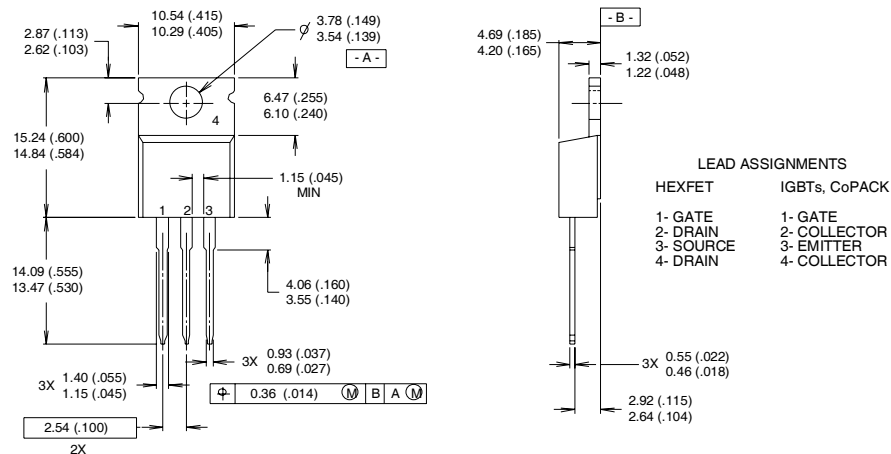 10.54 (.415)
10.29 (.405)
3.78 (.149)
3.54 (.139)
- A -
2.87 (.113)
2.62 (.103)
4
6.47 (.255)
6.10 (.240)
15.24 (.600)
14.84 (.584)
1.15 (.045)
MIN
1 2 3
14.09 (.555)
13.47 (.530)
4.06 (.160)
3.55 (.140)
3X 0.93 (.037)
0.69 (.027)
3X 1.40 (.055)
1.15 (.045)
⌖ 0.36 (.014) Ⓜ B A Ⓜ
2.54 (.100)
2X
- B -
4.69 (.185)
4.20 (.165)
1.32 (.052)
1.22 (.048)
LEAD ASSIGNMENTS
HEXFET
1- GATE
2- DRAIN
3- SOURCE
4- DRAIN
IGBTs, CoPACK
1- GATE
2- COLLECTOR
3- EMITTER
4- COLLECTOR
3X 0.55 (.022)
0.46 (.018)
2.92 (.115)
2.64 (.104)